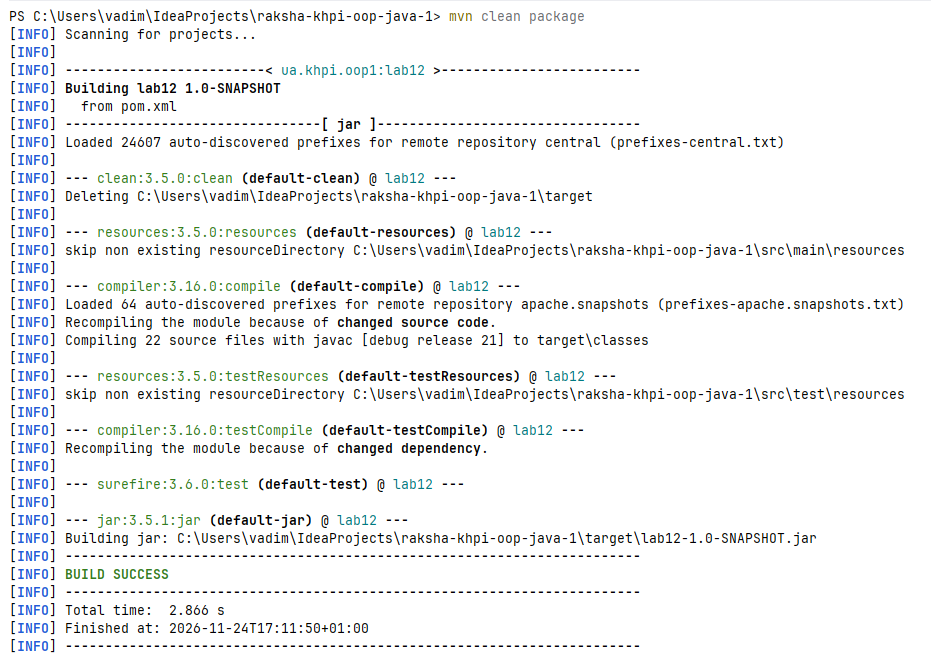 PS C:\Users\vadim\IdeaProjects\raksha-khpi-oop-java-1> mvn clean package
[INFO] Scanning for projects...
[INFO]
[INFO] -------------------------< ua.khpi.oop1:lab12 >-------------------------
[INFO] Building lab12 1.0-SNAPSHOT
[INFO]   from pom.xml
[INFO] --------------------------------[ jar ]---------------------------------
[INFO] Loaded 24607 auto-discovered prefixes for remote repository central (prefixes-central.txt)
[INFO]
[INFO] --- clean:3.5.0:clean (default-clean) @ lab12 ---
[INFO] Deleting C:\Users\vadim\IdeaProjects\raksha-khpi-oop-java-1\target
[INFO]
[INFO] --- resources:3.5.0:resources (default-resources) @ lab12 ---
[INFO] skip non existing resourceDirectory C:\Users\vadim\IdeaProjects\raksha-khpi-oop-java-1\src\main\resources
[INFO]
[INFO] --- compiler:3.16.0:compile (default-compile) @ lab12 ---
[INFO] Loaded 64 auto-discovered prefixes for remote repository apache.snapshots (prefixes-apache.snapshots.txt)
[INFO] Recompiling the module because of changed source code.
[INFO] Compiling 22 source files with javac [debug release 21] to target\classes
[INFO]
[INFO] --- resources:3.5.0:testResources (default-testResources) @ lab12 ---
[INFO] skip non existing resourceDirectory C:\Users\vadim\IdeaProjects\raksha-khpi-oop-java-1\src\test\resources
[INFO]
[INFO] --- compiler:3.16.0:testCompile (default-testCompile) @ lab12 ---
[INFO] Recompiling the module because of changed dependency.
[INFO]
[INFO] --- surefire:3.6.0:test (default-test) @ lab12 ---
[INFO]
[INFO] --- jar:3.5.1:jar (default-jar) @ lab12 ---
[INFO] Building jar: C:\Users\vadim\IdeaProjects\raksha-khpi-oop-java-1\target\lab12-1.0-SNAPSHOT.jar
[INFO] ------------------------------------------------------------------------
[INFO] BUILD SUCCESS
[INFO] ------------------------------------------------------------------------
[INFO] Total time:  2.866 s
[INFO] Finished at: 2026-11-24T17:11:50+01:00
[INFO] ------------------------------------------------------------------------